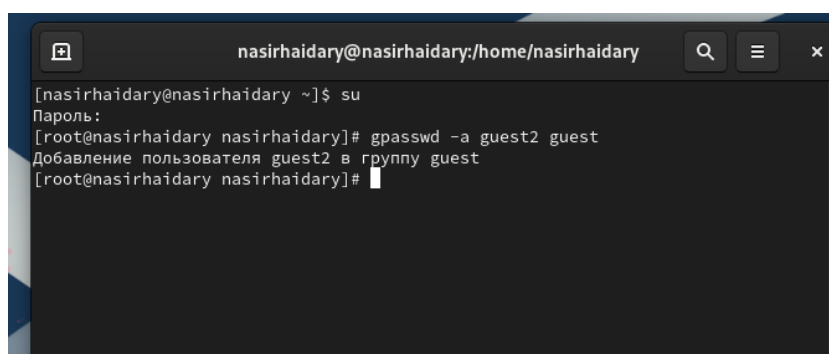 nasirhaidary@nasirhaidary:/home/nasirhaidary
[nasirhaidary@nasirhaidary ~]$ su
Пароль:
[root@nasirhaidary nasirhaidary]# gpasswd -a guest2 guest
Добавление пользователя guest2 в группу guest
[root@nasirhaidary nasirhaidary]#